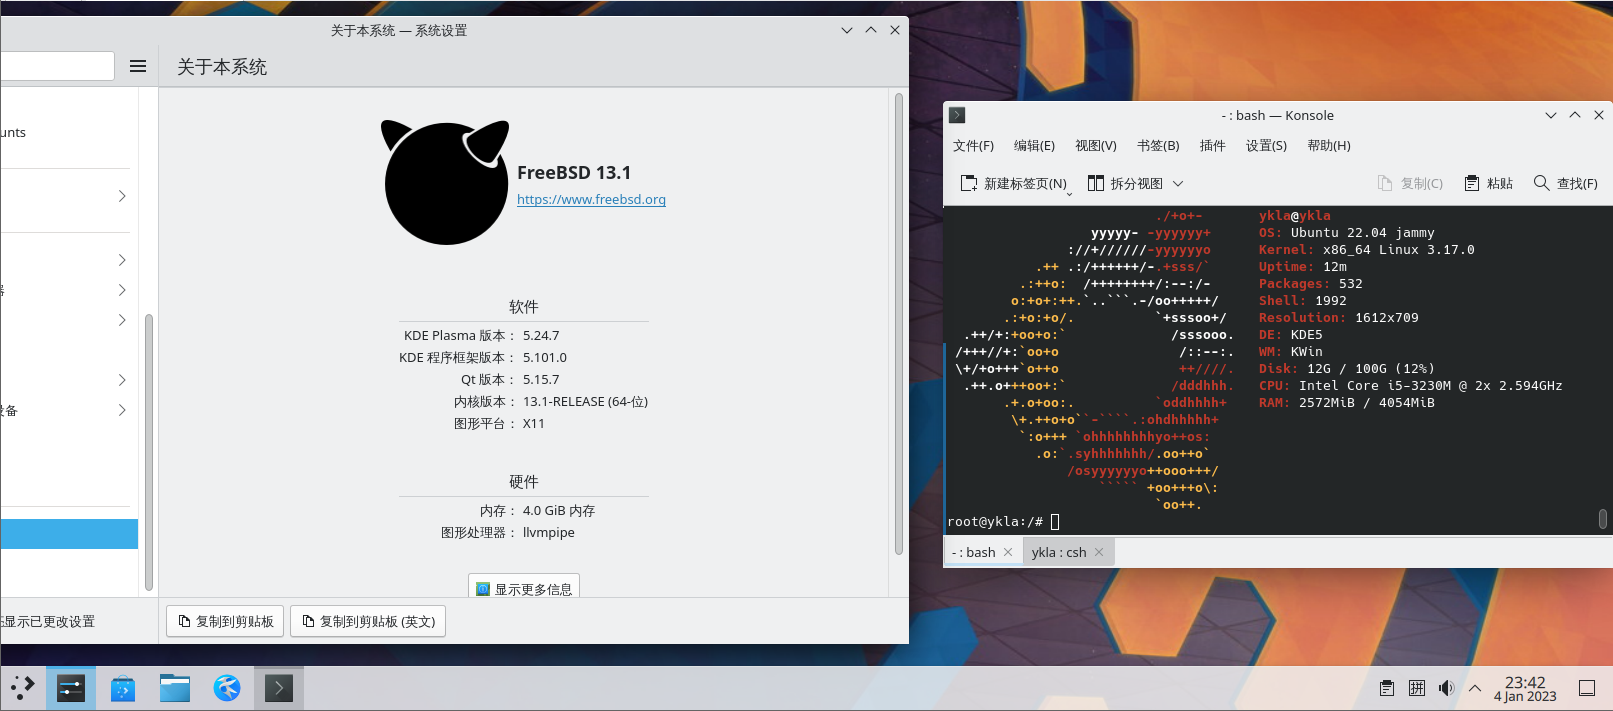 关于本系统 — 系统设置
关于本系统
unts
FreeBSD 13.1
https://www.freebsd.org
软件
KDE Plasma 版本： 5.24.7
KDE 程序框架版本： 5.101.0
Qt 版本： 5.15.7
内核版本： 13.1-RELEASE (64-位)
图形平台： X11
硬件
内存： 4.0 GiB 内存
图形处理器： llvmpipe
显示更多信息
设备
显示已更改设置
复制到剪贴板
复制到剪贴板 (英文)
- : bash — Konsole
文件(F) 编辑(E) 视图(V) 书签(B) 插件 设置(S) 帮助(H)
新建标签页(N) 拆分视图 复制(C) 粘贴 查找(F)
./+o+- ykla@ykla
yyyyy- -yyyyyy+ OS: Ubuntu 22.04 jammy
://+//////-yyyyyyo Kernel: x86_64 Linux 3.17.0
.++ .:/++++++/-.+sss/` Uptime: 12m
.:++o: /++++++++/:--:/- Packages: 532
o:+o+:++.`..```.-/oo+++++/ Shell: 1992
.:+o:+o/. `+sssoo+/ Resolution: 1612x709
.++/+:+oo+o:` /sssooo. DE: KDE5
/+++//+:`oo+o /::--:. WM: KWin
\+/+o+++`o++o ++////. Disk: 12G / 100G (12%)
.++.o+++oo+:` /dddhhh. CPU: Intel Core i5-3230M @ 2x 2.594GHz
.+.o+oo:. `oddhhhh+ RAM: 2572MiB / 4054MiB
\+.++o+o``-````.:ohdhhhhh+
`:o+++ `ohhhhhhhhyo++os:
.o:`.syhhhhhhh/.oo++o`
/osyyyyyyo++ooo+++/
````` +oo+++o\:
`oo++.
root@ykla:/#
- : bash
ykla : csh
拼
23:42
4 Jan 2023